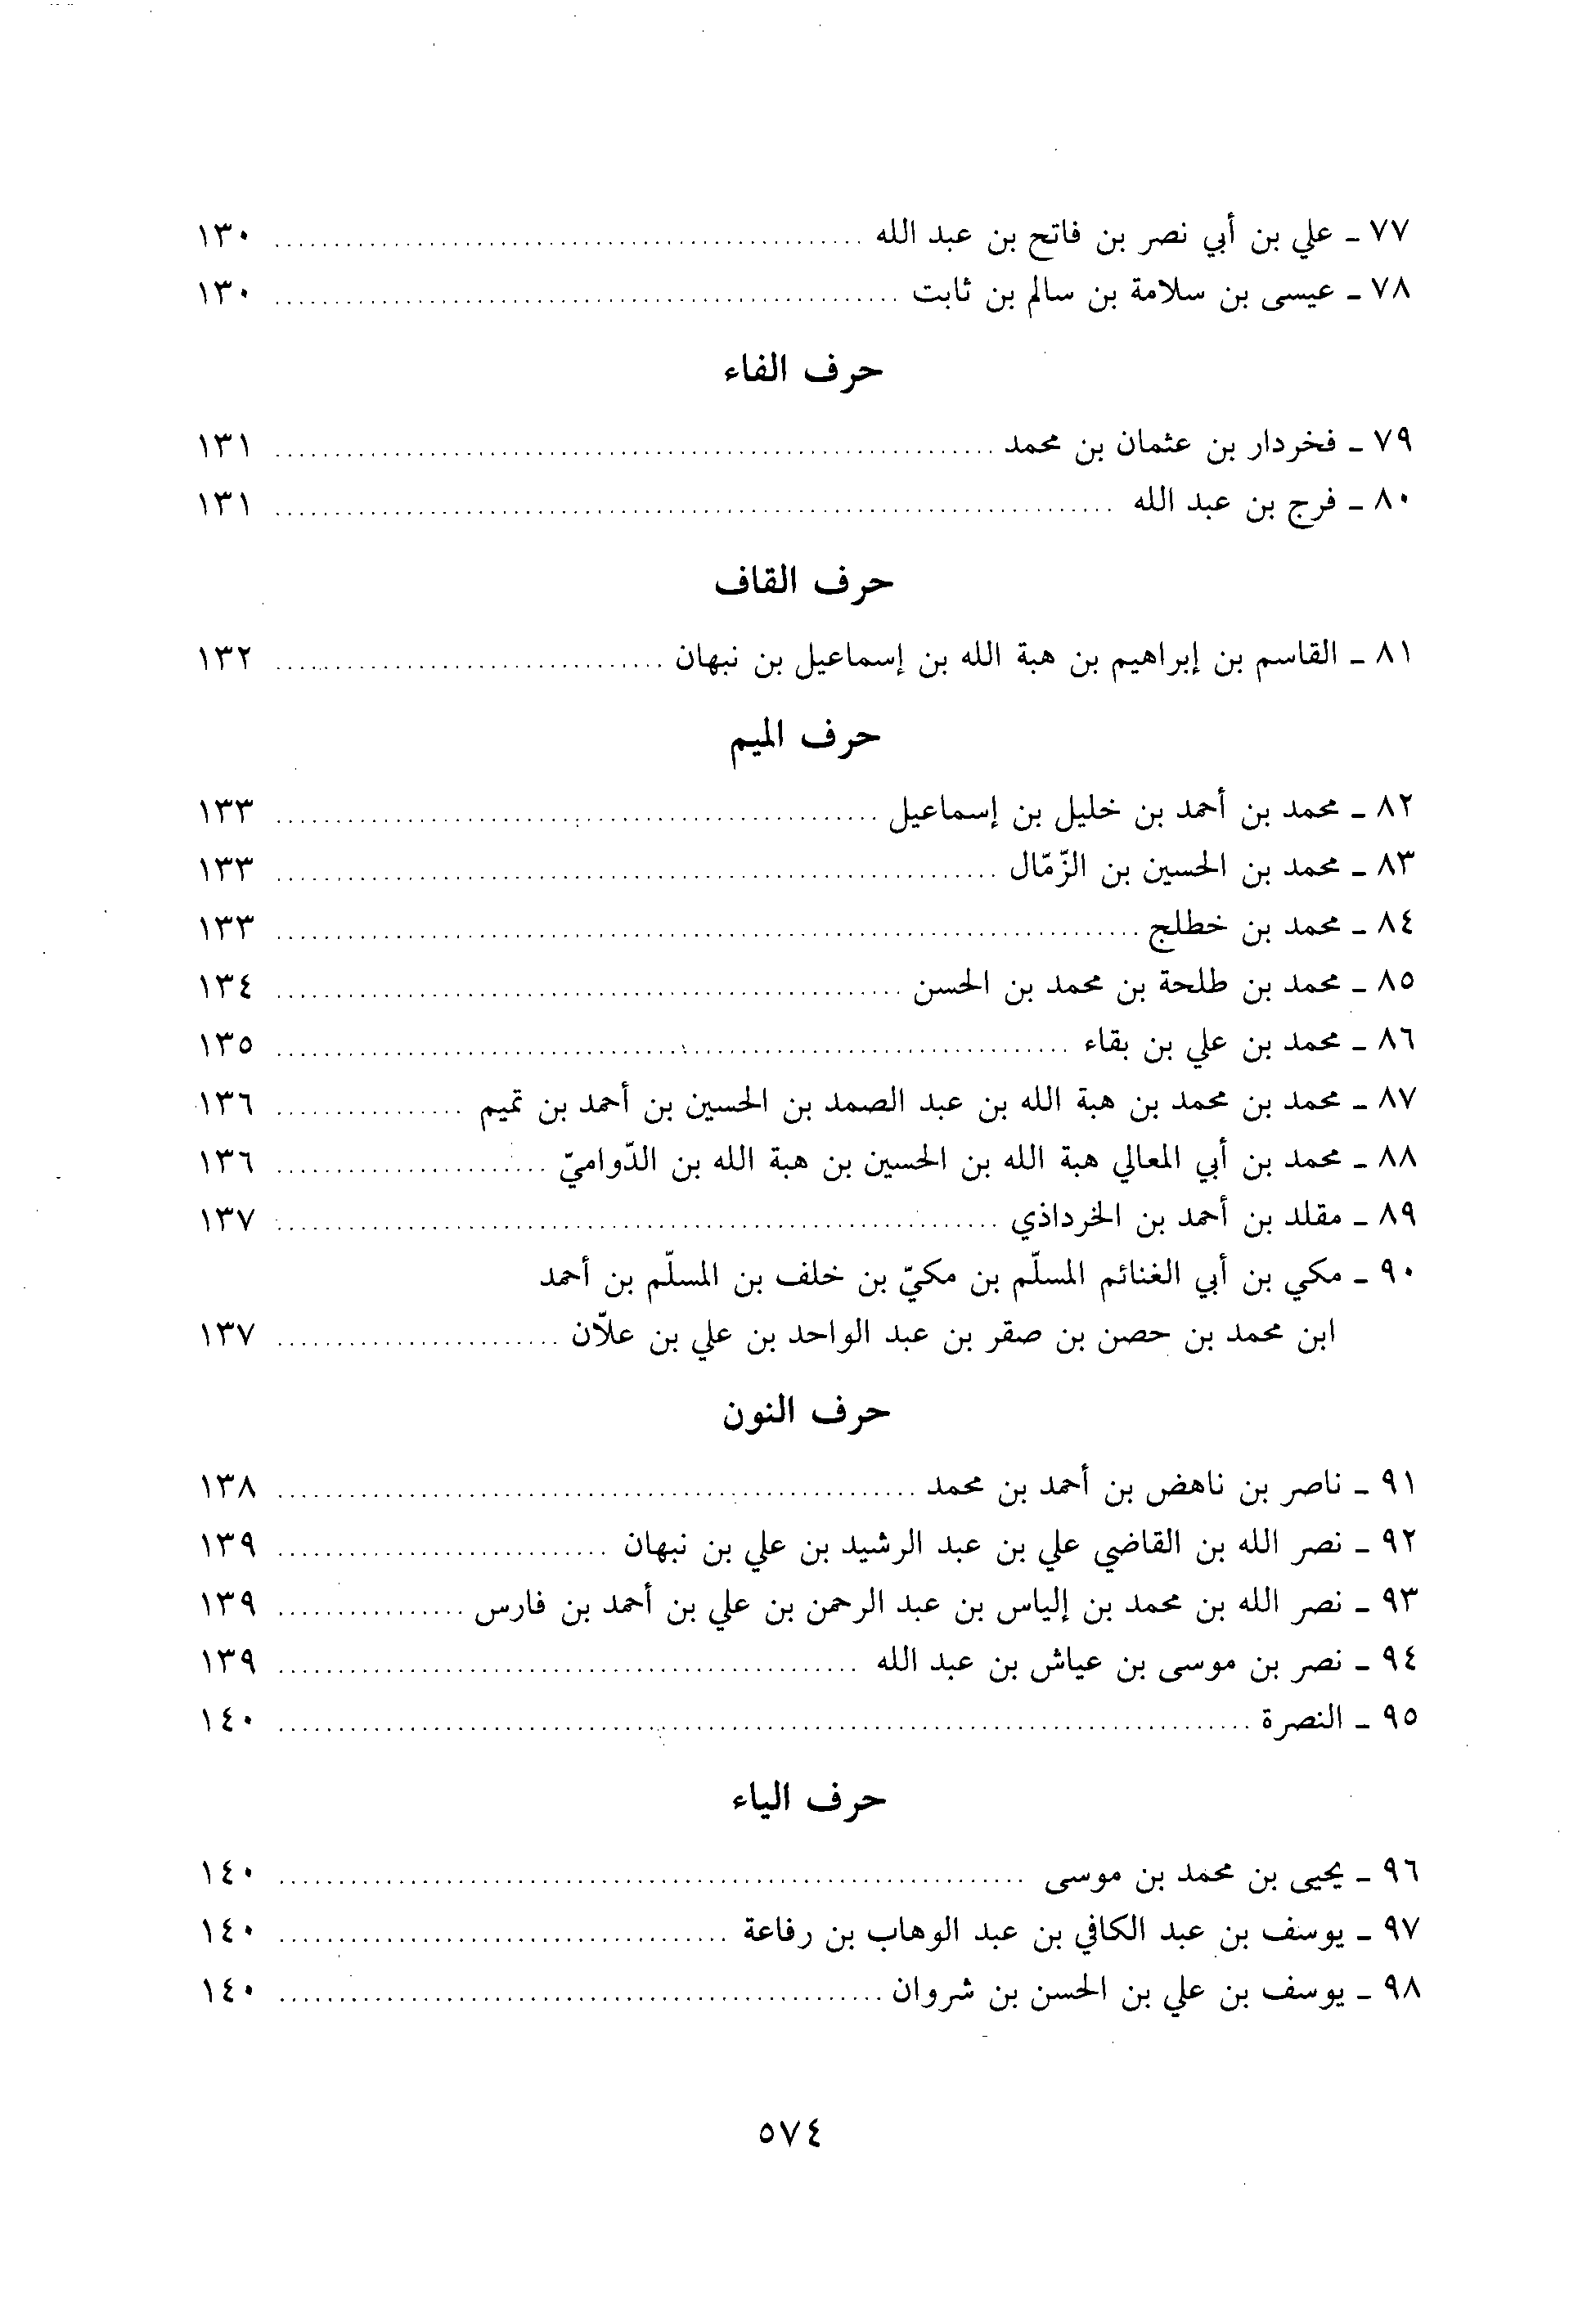 ٧٧ ـ علي بن أبي نصر بن فاتح بن عبد الله ........ ١٣٠
٧٨ ـ عيسى بن سلامة بن سالم بن ثابت ........ ١٣٠
حرف الفاء
٧٩ ـ فخردار بن عثمان بن محمد ........ ١٣١
٨٠ ـ فرج بن عبد الله ........ ١٣١
حرف القاف
٨١ ـ القاسم بن إبراهيم بن هبة الله بن إسماعيل بن نبهان ........ ١٣٢
حرف الميم
٨٢ ـ محمد بن أحمد بن خليل بن إسماعيل ........ ١٣٣
٨٣ ـ محمد بن الحسين بن الزّمّال ........ ١٣٣
٨٤ ـ محمد بن خطلج ........ ١٣٣
٨٥ ـ محمد بن طلحة بن محمد بن الحسن ........ ١٣٤
٨٦ ـ محمد بن علي بن بقاء ........ ١٣٥
٨٧ ـ محمد بن محمد بن هبة الله بن عبد الصمد بن الحسين بن أحمد بن تميم ........ ١٣٦
٨٨ ـ محمد بن أبي المعالي هبة الله بن الحسين بن هبة الله بن الدّواميّ ........ ١٣٦
٨٩ ـ مقلد بن أحمد بن الخرداذي ........ ١٣٧
٩٠ ـ مكي بن أبي الغنائم المسلّم بن مكيّ بن خلف بن المسلّم بن أحمد
ابن محمد بن حصن بن صقر بن عبد الواحد بن علي بن علاّن ........ ١٣٧
حرف النون
٩١ ـ ناصر بن ناهض بن أحمد بن محمد ........ ١٣٨
٩٢ ـ نصر الله بن القاضي علي بن عبد الرشيد بن علي بن نبهان ........ ١٣٩
٩٣ ـ نصر الله بن محمد بن إلياس بن عبد الرحمن بن علي بن أحمد بن فارس ........ ١٣٩
٩٤ ـ نصر بن موسى بن عياش بن عبد الله ........ ١٣٩
٩٥ ـ النصرة ........ ١٤٠
حرف الياء
٩٦ ـ يحيى بن محمد بن موسى ........ ١٤٠
٩٧ ـ يوسف بن عبد الكافي بن عبد الوهاب بن رفاعة ........ ١٤٠
٩٨ ـ يوسف بن علي بن الحسن بن شروان ........ ١٤٠
٥٧٤